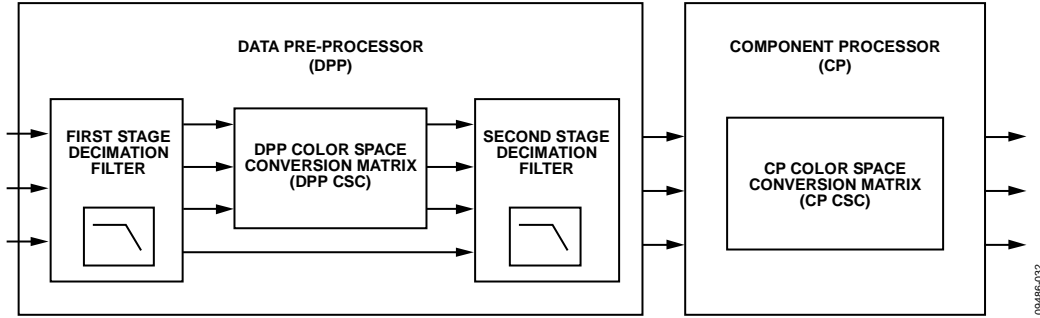 DATA PRE-PROCESSOR
(DPP)
COMPONENT PROCESSOR
(CP)
FIRST STAGE
DECIMATION
FILTER
DPP COLOR SPACE
CONVERSION MATRIX
(DPP CSC)
SECOND STAGE
DECIMATION
FILTER
CP COLOR SPACE
CONVERSION MATRIX
(CP CSC)
09486-032